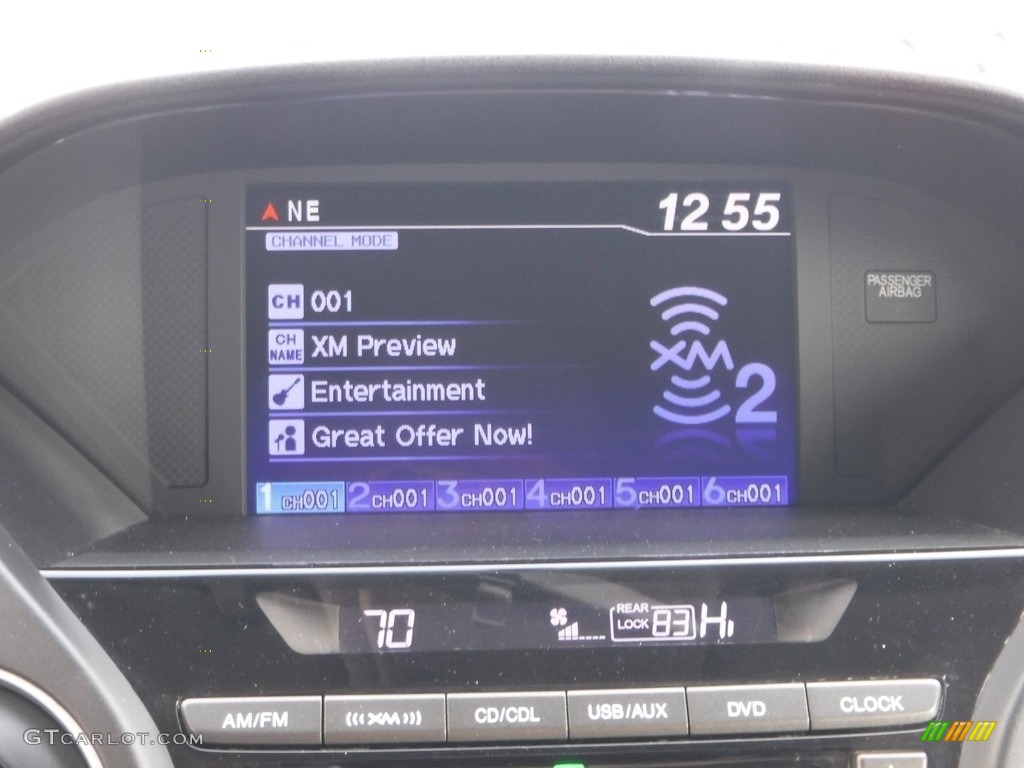 NE
12 55
CHANNEL MODE
CH 001
CH NAME XM Preview
Entertainment
Great Offer Now!
XM 2
1 CH001 2 CH001 3 CH001 4 CH001 5 CH001 6 CH001
PASSENGER
AIRBAG
70 REAR LOCK 83 Hi
AM/FM (((XM))) CD/CDL USB/AUX DVD CLOCK
GTCARLOT.COM